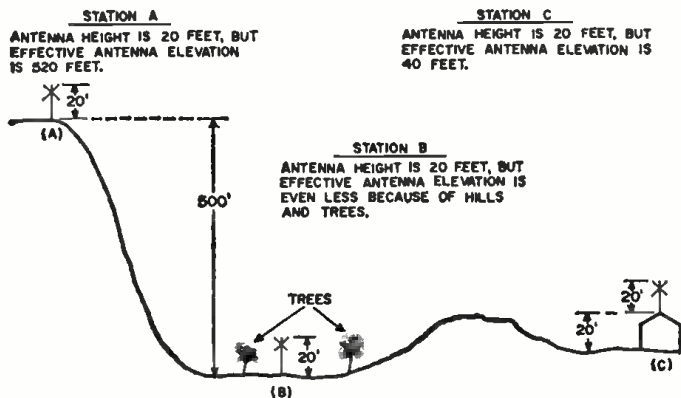 STATION A
ANTENNA HEIGHT IS 20 FEET, BUT
EFFECTIVE ANTENNA ELEVATION
IS 520 FEET.
STATION C
ANTENNA HEIGHT IS 20 FEET, BUT
EFFECTIVE ANTENNA ELEVATION IS
40 FEET.
20'
(A)
STATION B
ANTENNA HEIGHT IS 20 FEET, BUT
EFFECTIVE ANTENNA ELEVATION IS
EVEN LESS BECAUSE OF HILLS
AND TREES.
500'
TREES
20'
20'
20'
(B)
(C)